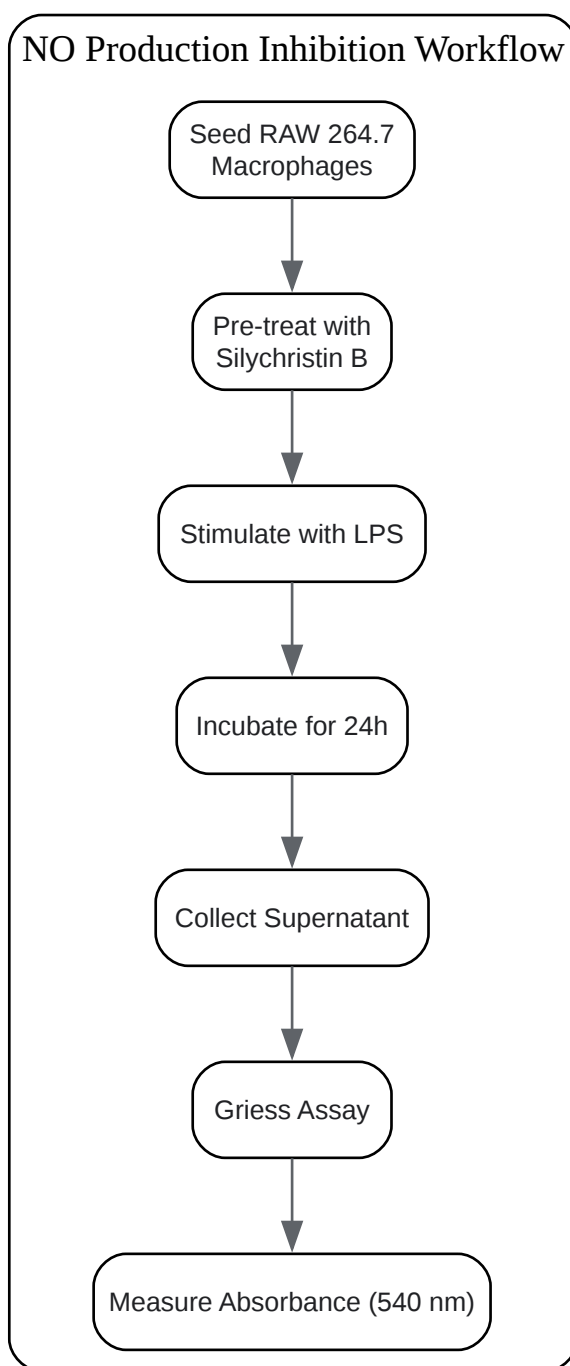 NO Production Inhibition Workflow
Seed RAW 264.7
Macrophages
Pre-treat with
Silychristin B
Stimulate with LPS
Incubate for 24h
Collect Supernatant
Griess Assay
Measure Absorbance (540 nm)